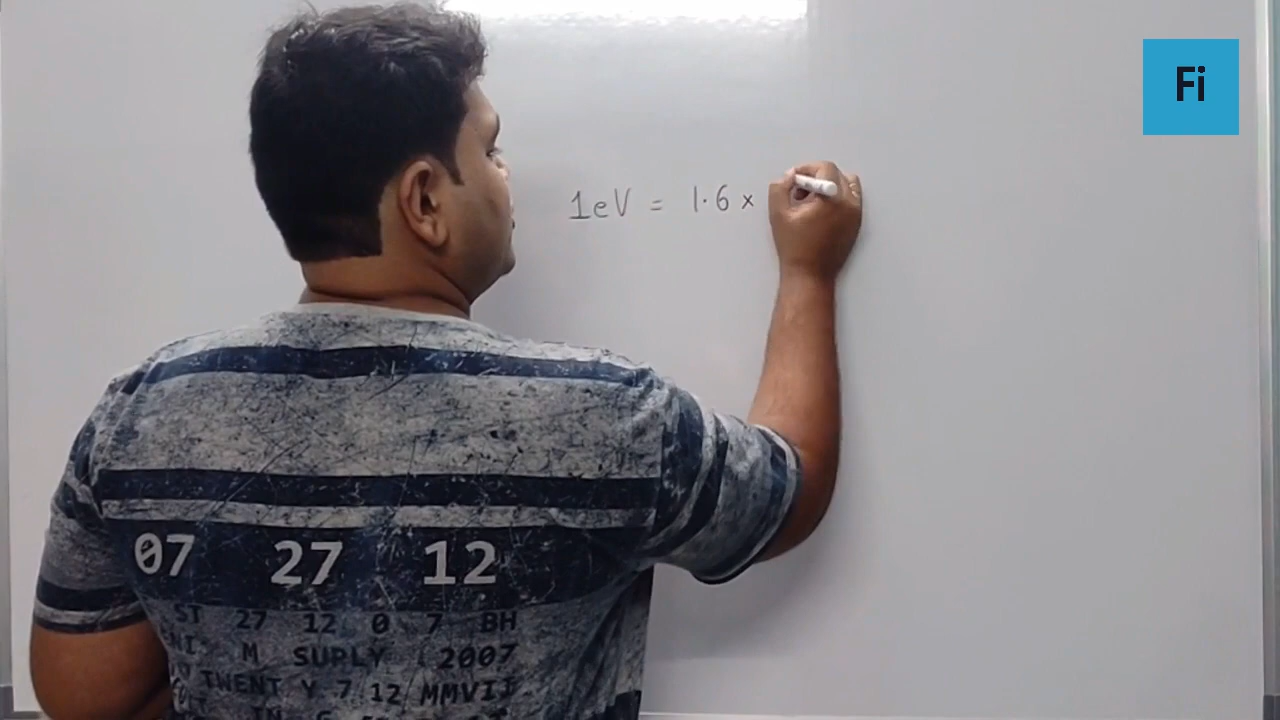 Fi
1eV = 1.6 ×
07 27 12
ST 27 12 0 7 BH
M SUPLY 2007
TWENT Y 7 12 MMVII